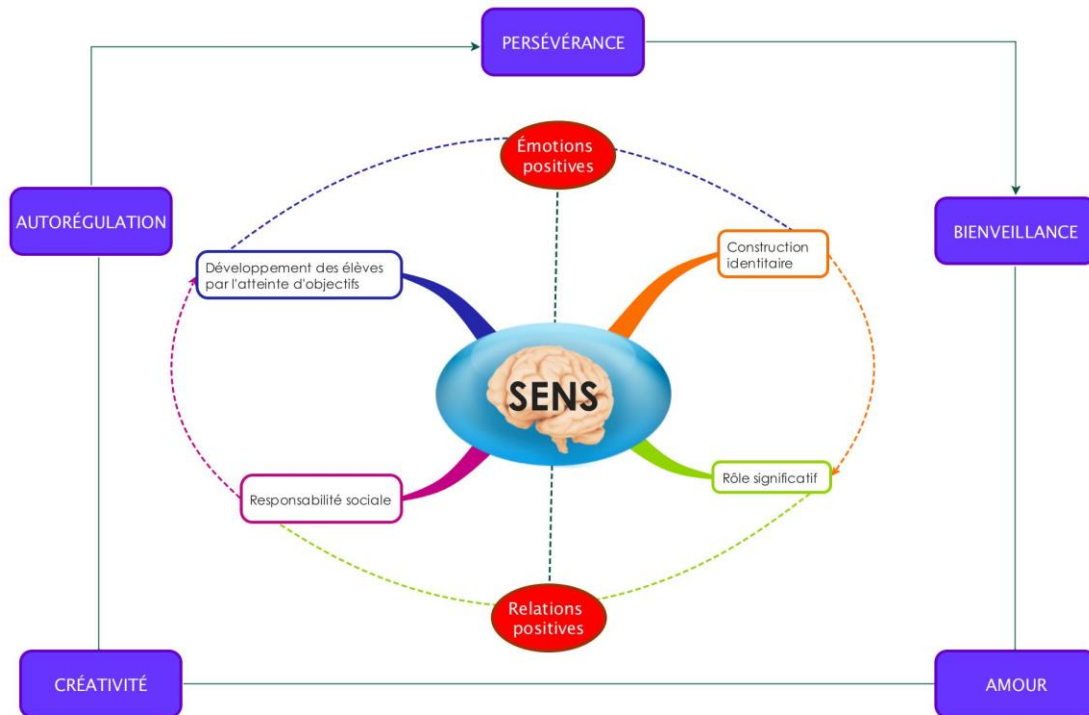 PERSÉVÉRANCE
Émotions
positives
AUTORÉGULATION
BIENVEILLANCE
Développement des élèves
par l'atteinte d'objectifs
Construction
identitaire
SENS
Responsabilité sociale
Rôle significatif
Relations
positives
CRÉATIVITÉ
AMOUR